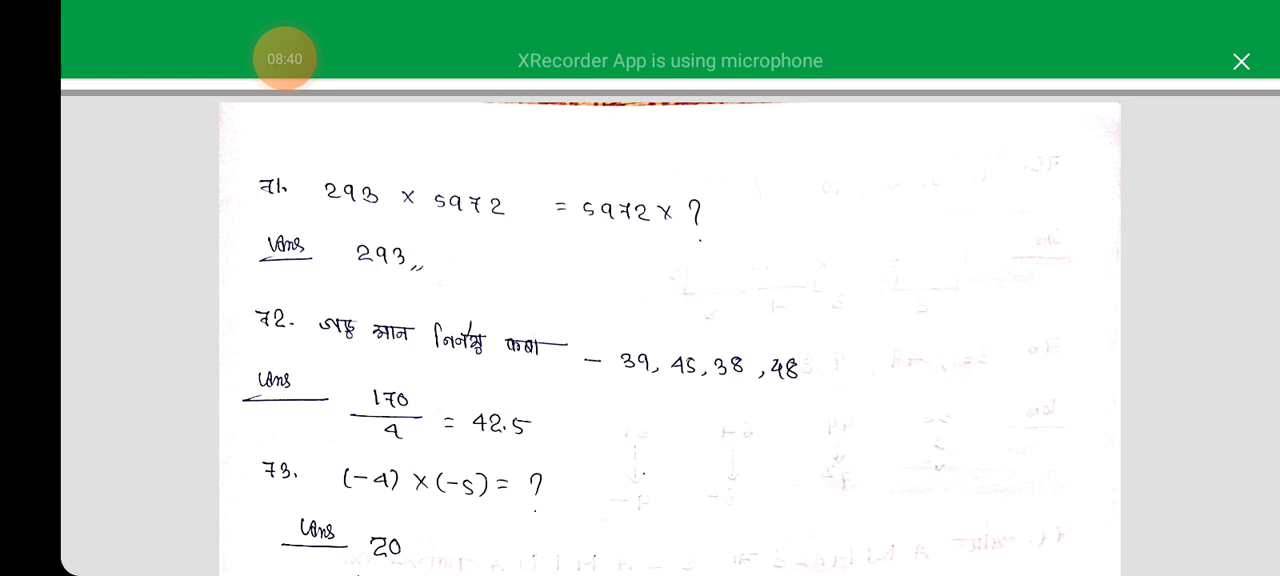 08:40
XRecorder App is using microphone
71. 293 × 5972 = 5972 × ?
Ans 293,,
72. গড় মান নিৰ্ণয় কৰা – 39, 45, 38, 48
Ans
170
4
= 42.5
73. (-4) × (-5) = ?
Ans 20